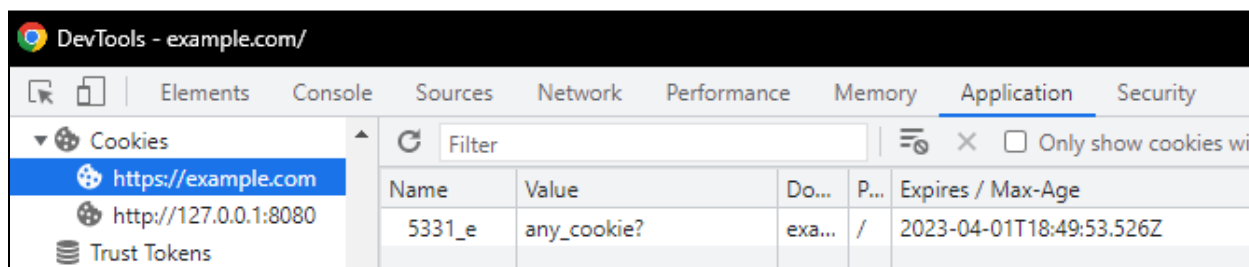 DevTools - example.com/
Elements Console Sources Network Performance Memory Application Security
Cookies
Filter
Only show cookies wi
https://example.com
Name Value Do... P... Expires / Max-Age
http://127.0.0.1:8080
5331_e any_cookie? exa... / 2023-04-01T18:49:53.526Z
Trust Tokens